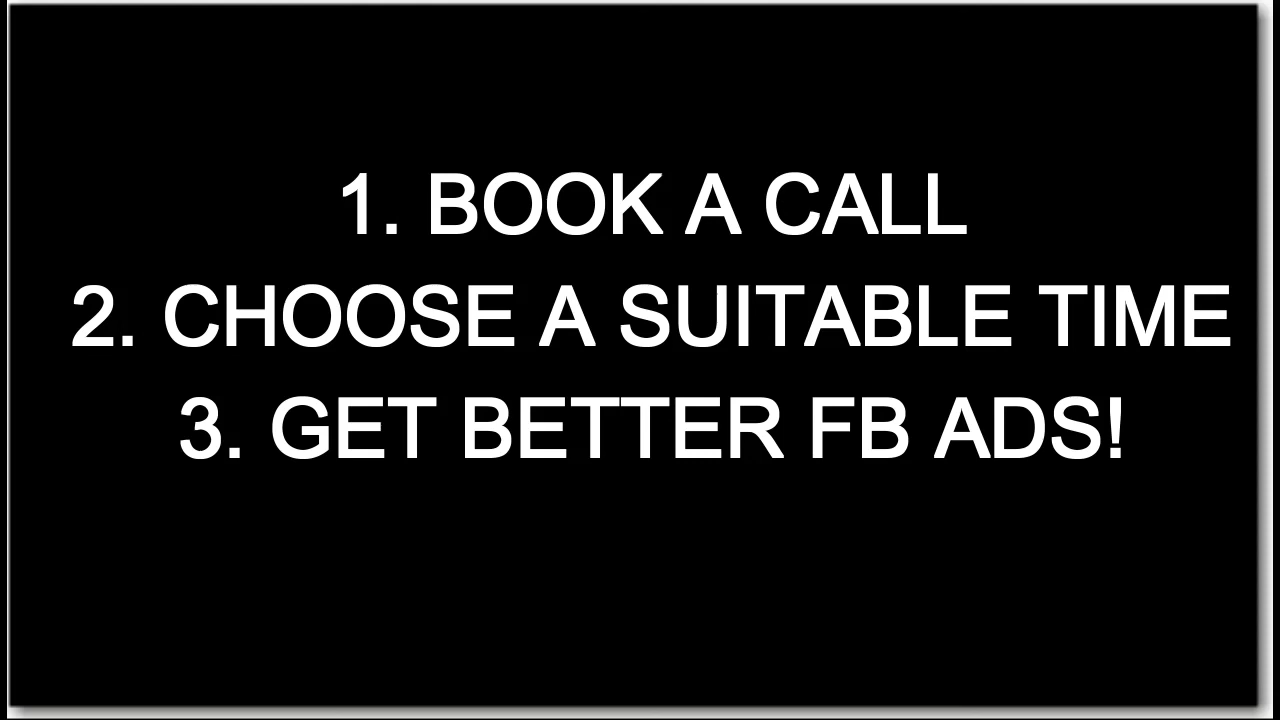 1. BOOK A CALL
2. CHOOSE A SUITABLE TIME
3. GET BETTER FB ADS!